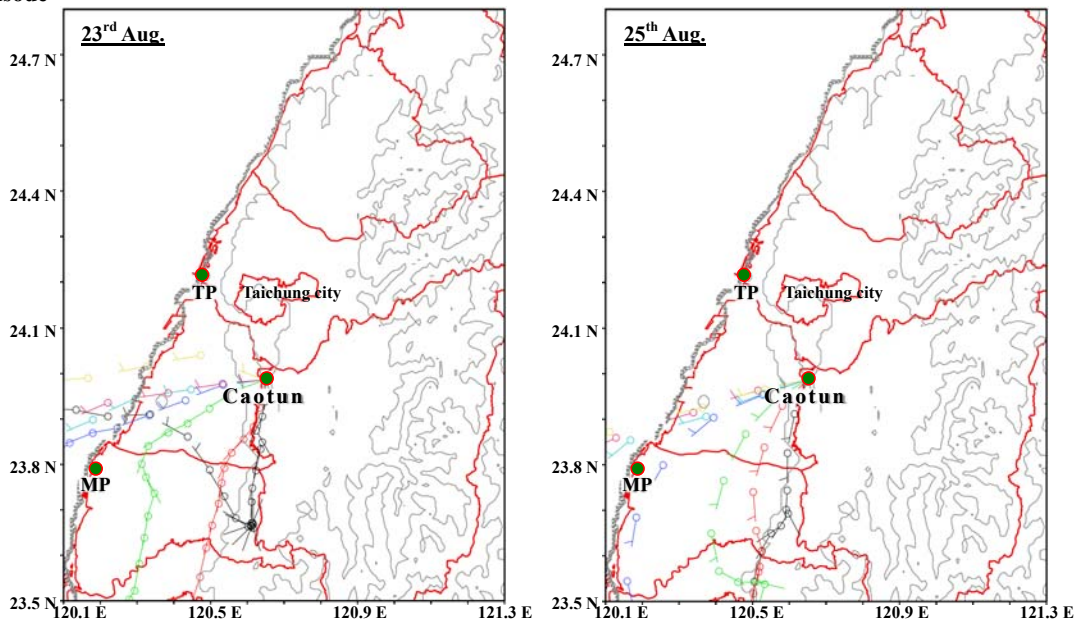 23rd Aug.
24.7 N
24.4 N
24.1 N
23.8 N
23.5 N
120.1 E
120.5 E
120.9 E
121.3 E
TP
Taichung city
Caotun
MP
25th Aug.
24.7 N
24.4 N
24.1 N
23.8 N
23.5 N
120.1 E
120.5 E
120.9 E
121.3 E
TP
Taichung city
Caotun
MP